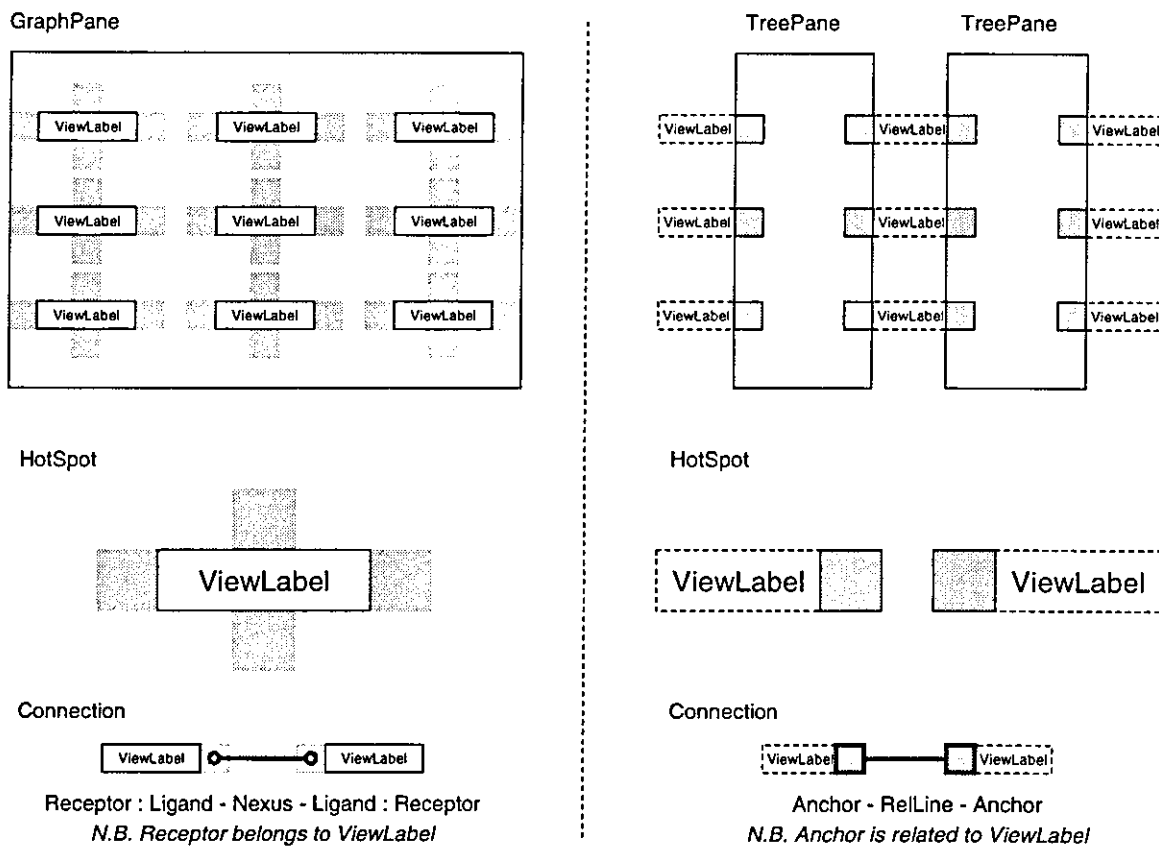 GraphPane
ViewLabel ViewLabel ViewLabel
ViewLabel ViewLabel ViewLabel
ViewLabel ViewLabel ViewLabel
HotSpot
ViewLabel
Connection
ViewLabel ViewLabel
Receptor : Ligand - Nexus - Ligand : Receptor
N.B. Receptor belongs to ViewLabel
TreePane TreePane
ViewLabel ViewLabel ViewLabel
ViewLabel ViewLabel ViewLabel
ViewLabel ViewLabel ViewLabel
HotSpot
ViewLabel ViewLabel
Connection
ViewLabel ViewLabel
Anchor - RelLine - Anchor
N.B. Anchor is related to ViewLabel